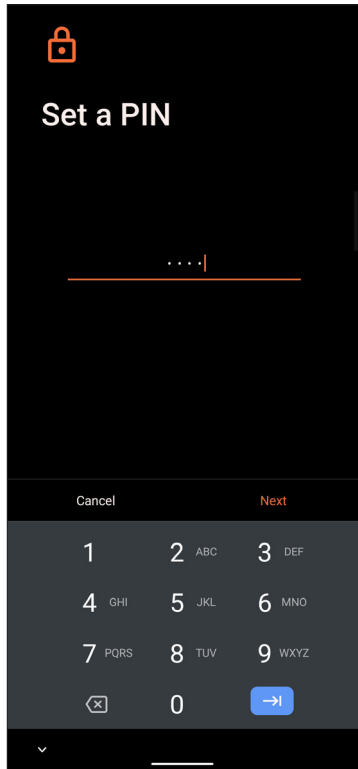 Set a PIN
....
Cancel Next
1 2 ABC 3 DEF
4 GHI 5 JKL 6 MNO
7 PQRS 8 TUV 9 WXYZ
0